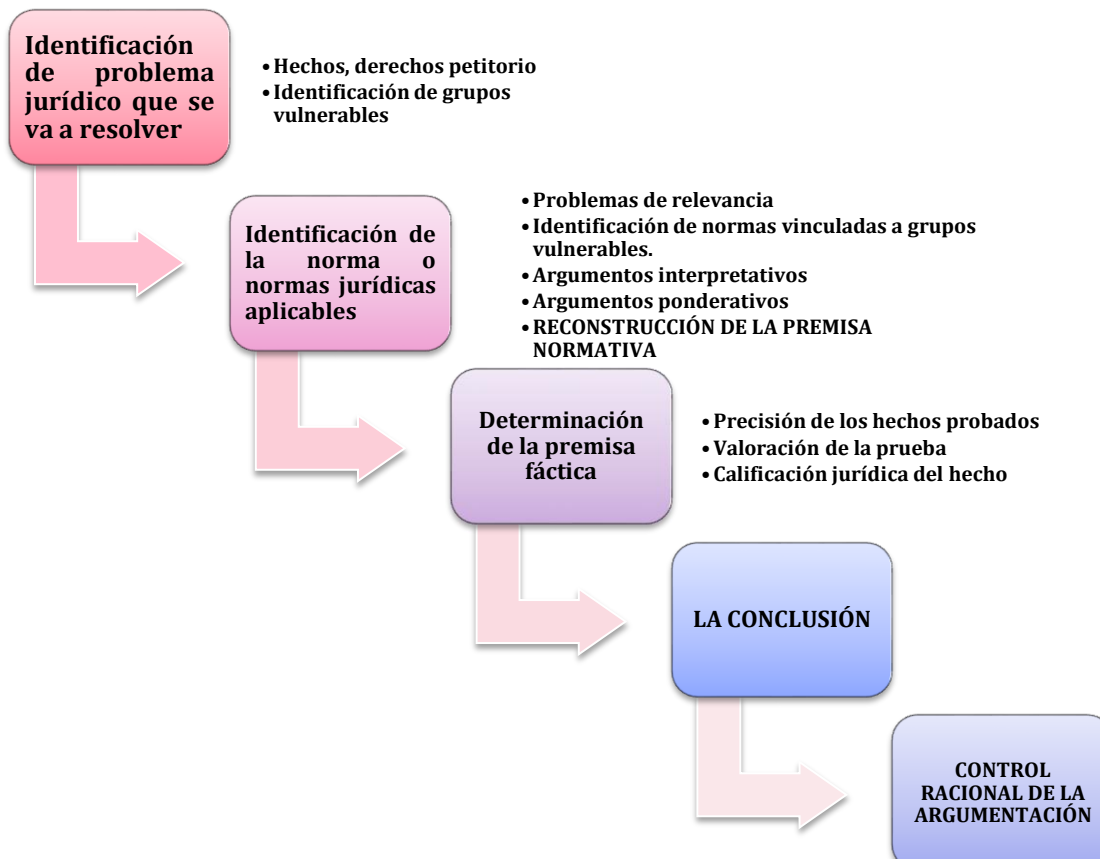 Identificación
de problema
jurídico que se
va a resolver
• Hechos, derechos petitorio
• Identificación de grupos
vulnerables
Identificación de
la norma o
normas jurídicas
aplicables
• Problemas de relevancia
• Identificación de normas vinculadas a grupos
vulnerables.
• Argumentos interpretativos
• Argumentos ponderativos
• RECONSTRUCCIÓN DE LA PREMISA
NORMATIVA
Determinación
de la premisa
fáctica
• Precisión de los hechos probados
• Valoración de la prueba
• Calificación jurídica del hecho
LA CONCLUSIÓN
CONTROL
RACIONAL DE LA
ARGUMENTACIÓN